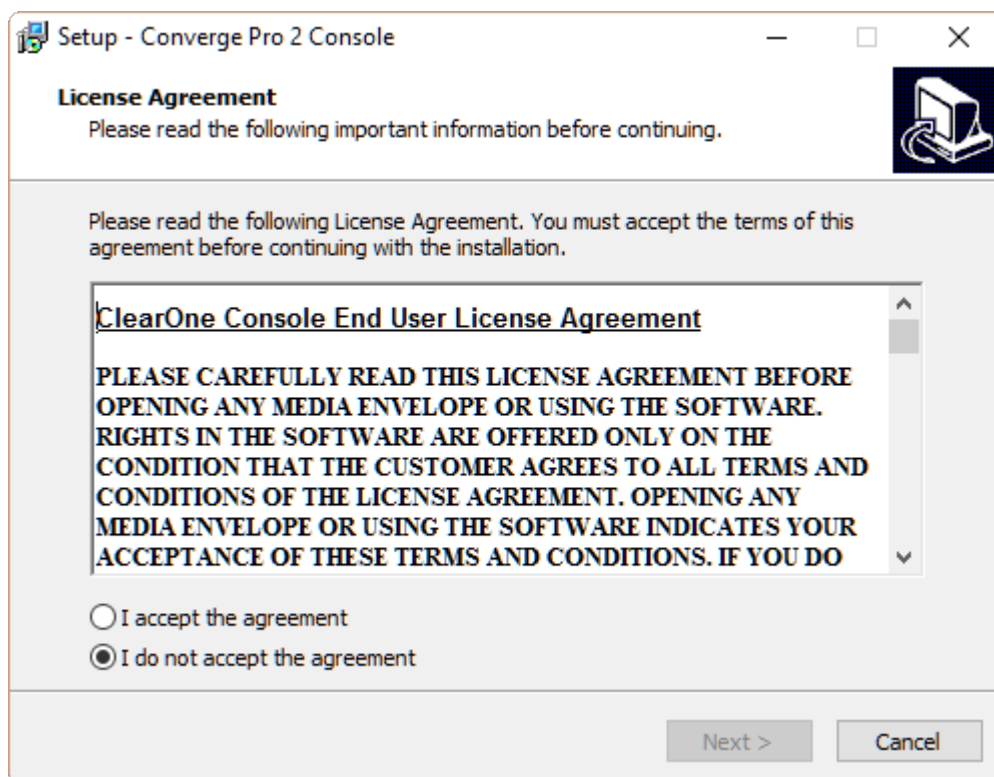 Setup - Converge Pro 2 Console
License Agreement
Please read the following important information before continuing.
Please read the following License Agreement. You must accept the terms of this
agreement before continuing with the installation.
ClearOne Console End User License Agreement
PLEASE CAREFULLY READ THIS LICENSE AGREEMENT BEFORE
OPENING ANY MEDIA ENVELOPE OR USING THE SOFTWARE.
RIGHTS IN THE SOFTWARE ARE OFFERED ONLY ON THE
CONDITION THAT THE CUSTOMER AGREES TO ALL TERMS AND
CONDITIONS OF THE LICENSE AGREEMENT. OPENING ANY
MEDIA ENVELOPE OR USING THE SOFTWARE INDICATES YOUR
ACCEPTANCE OF THESE TERMS AND CONDITIONS. IF YOU DO
I accept the agreement
I do not accept the agreement
Next >
Cancel